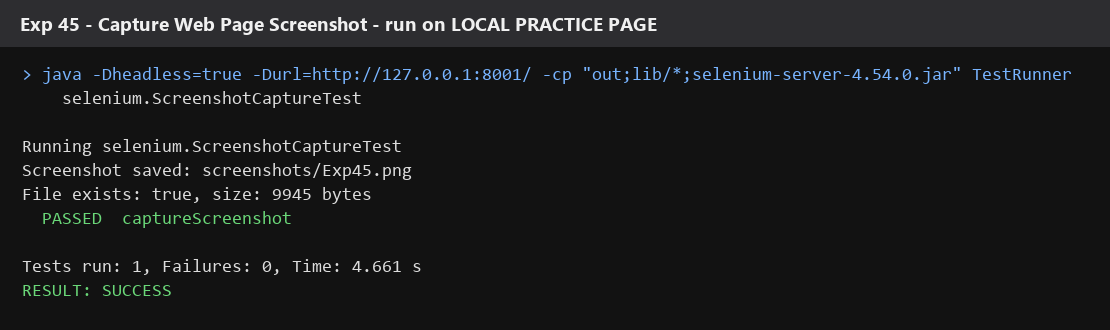 Exp 45 - Capture Web Page Screenshot - run on LOCAL PRACTICE PAGE
> java -Dheadless=true -Durl=http://127.0.0.1:8001/ -cp "out;lib/*;selenium-server-4.54.0.jar" TestRunner
selenium.ScreenshotCaptureTest
Running selenium.ScreenshotCaptureTest
Screenshot saved: screenshots/Exp45.png
File exists: true, size: 9945 bytes
PASSED  captureScreenshot
Tests run: 1, Failures: 0, Time: 4.661 s
RESULT: SUCCESS